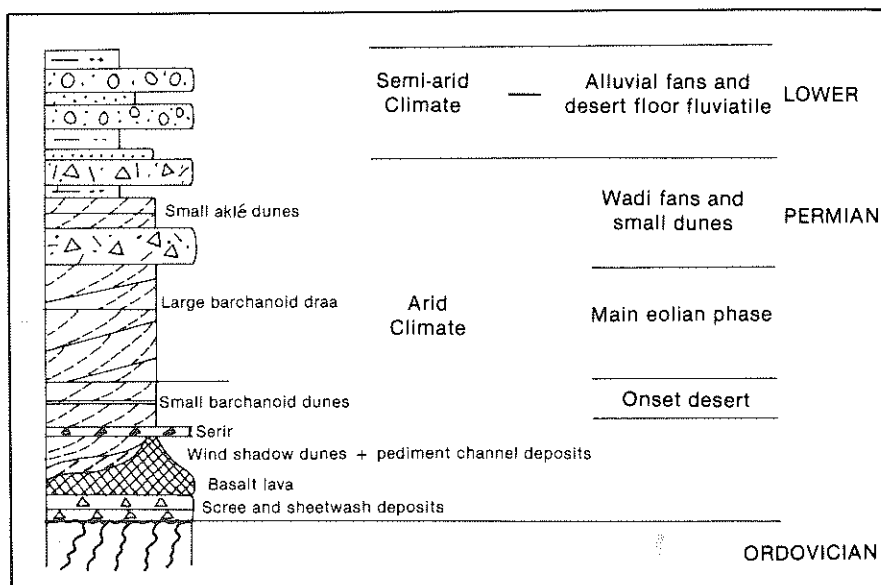 Semi-arid
Climate
—
Alluvial fans and
desert floor fluviatile
LOWER
Small aklé dunes
Wadi fans and
small dunes
PERMIAN
Large barchanoid draa
Arid
Climate
Main eolian phase
Small barchanoid dunes
Onset desert
Serir
Wind shadow dunes + pediment channel deposits
Basalt lava
Scree and sheetwash deposits
ORDOVICIAN